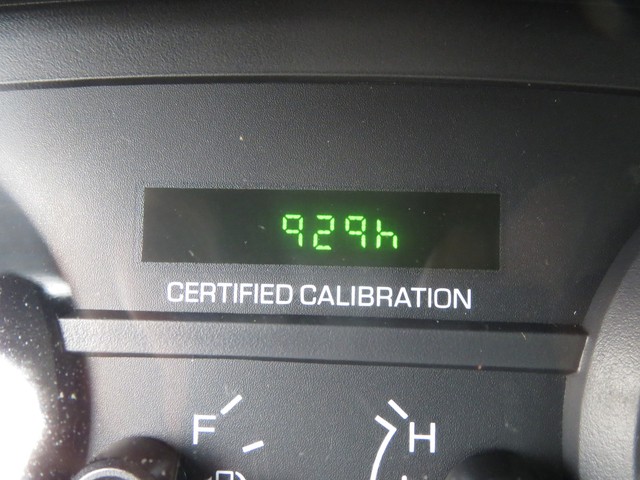 929h
CERTIFIED CALIBRATION
F H